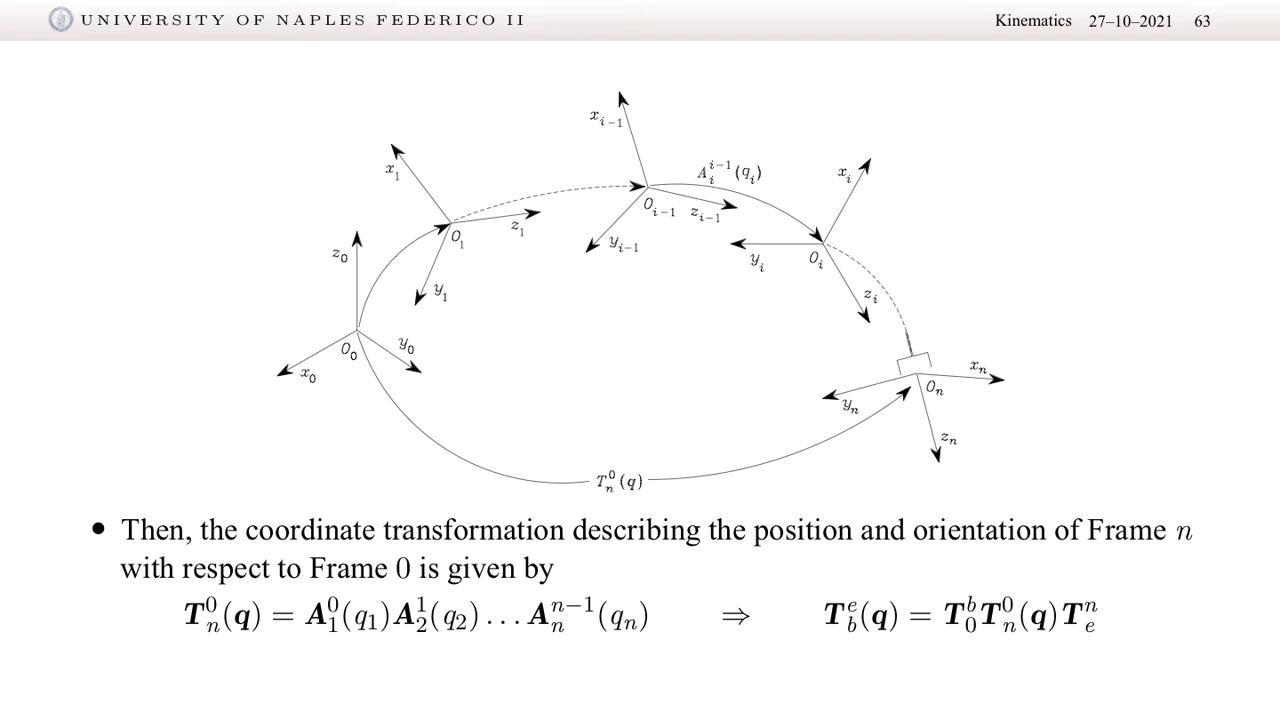 UNIVERSITY OF NAPLES FEDERICO II
Kinematics 27–10–2021 63
x_{i-1}
x_1
A_i^{i-1}(q_i)
x_i
O_{i-1} z_{i-1}
z_1
O_1
y_{i-1}
z_0
y_i
O_i
y_1
z_i
y_0
O_0
x_0
x_n
O_n
y_n
z_n
T_n^0(q)
• Then, the coordinate transformation describing the position and orientation of Frame n
with respect to Frame 0 is given by
T_n^0(q) = A_1^0(q_1)A_2^1(q_2) . . . A_n^{n-1}(q_n) ⇒ T_b^e(q) = T_0^b T_n^0(q) T_e^n